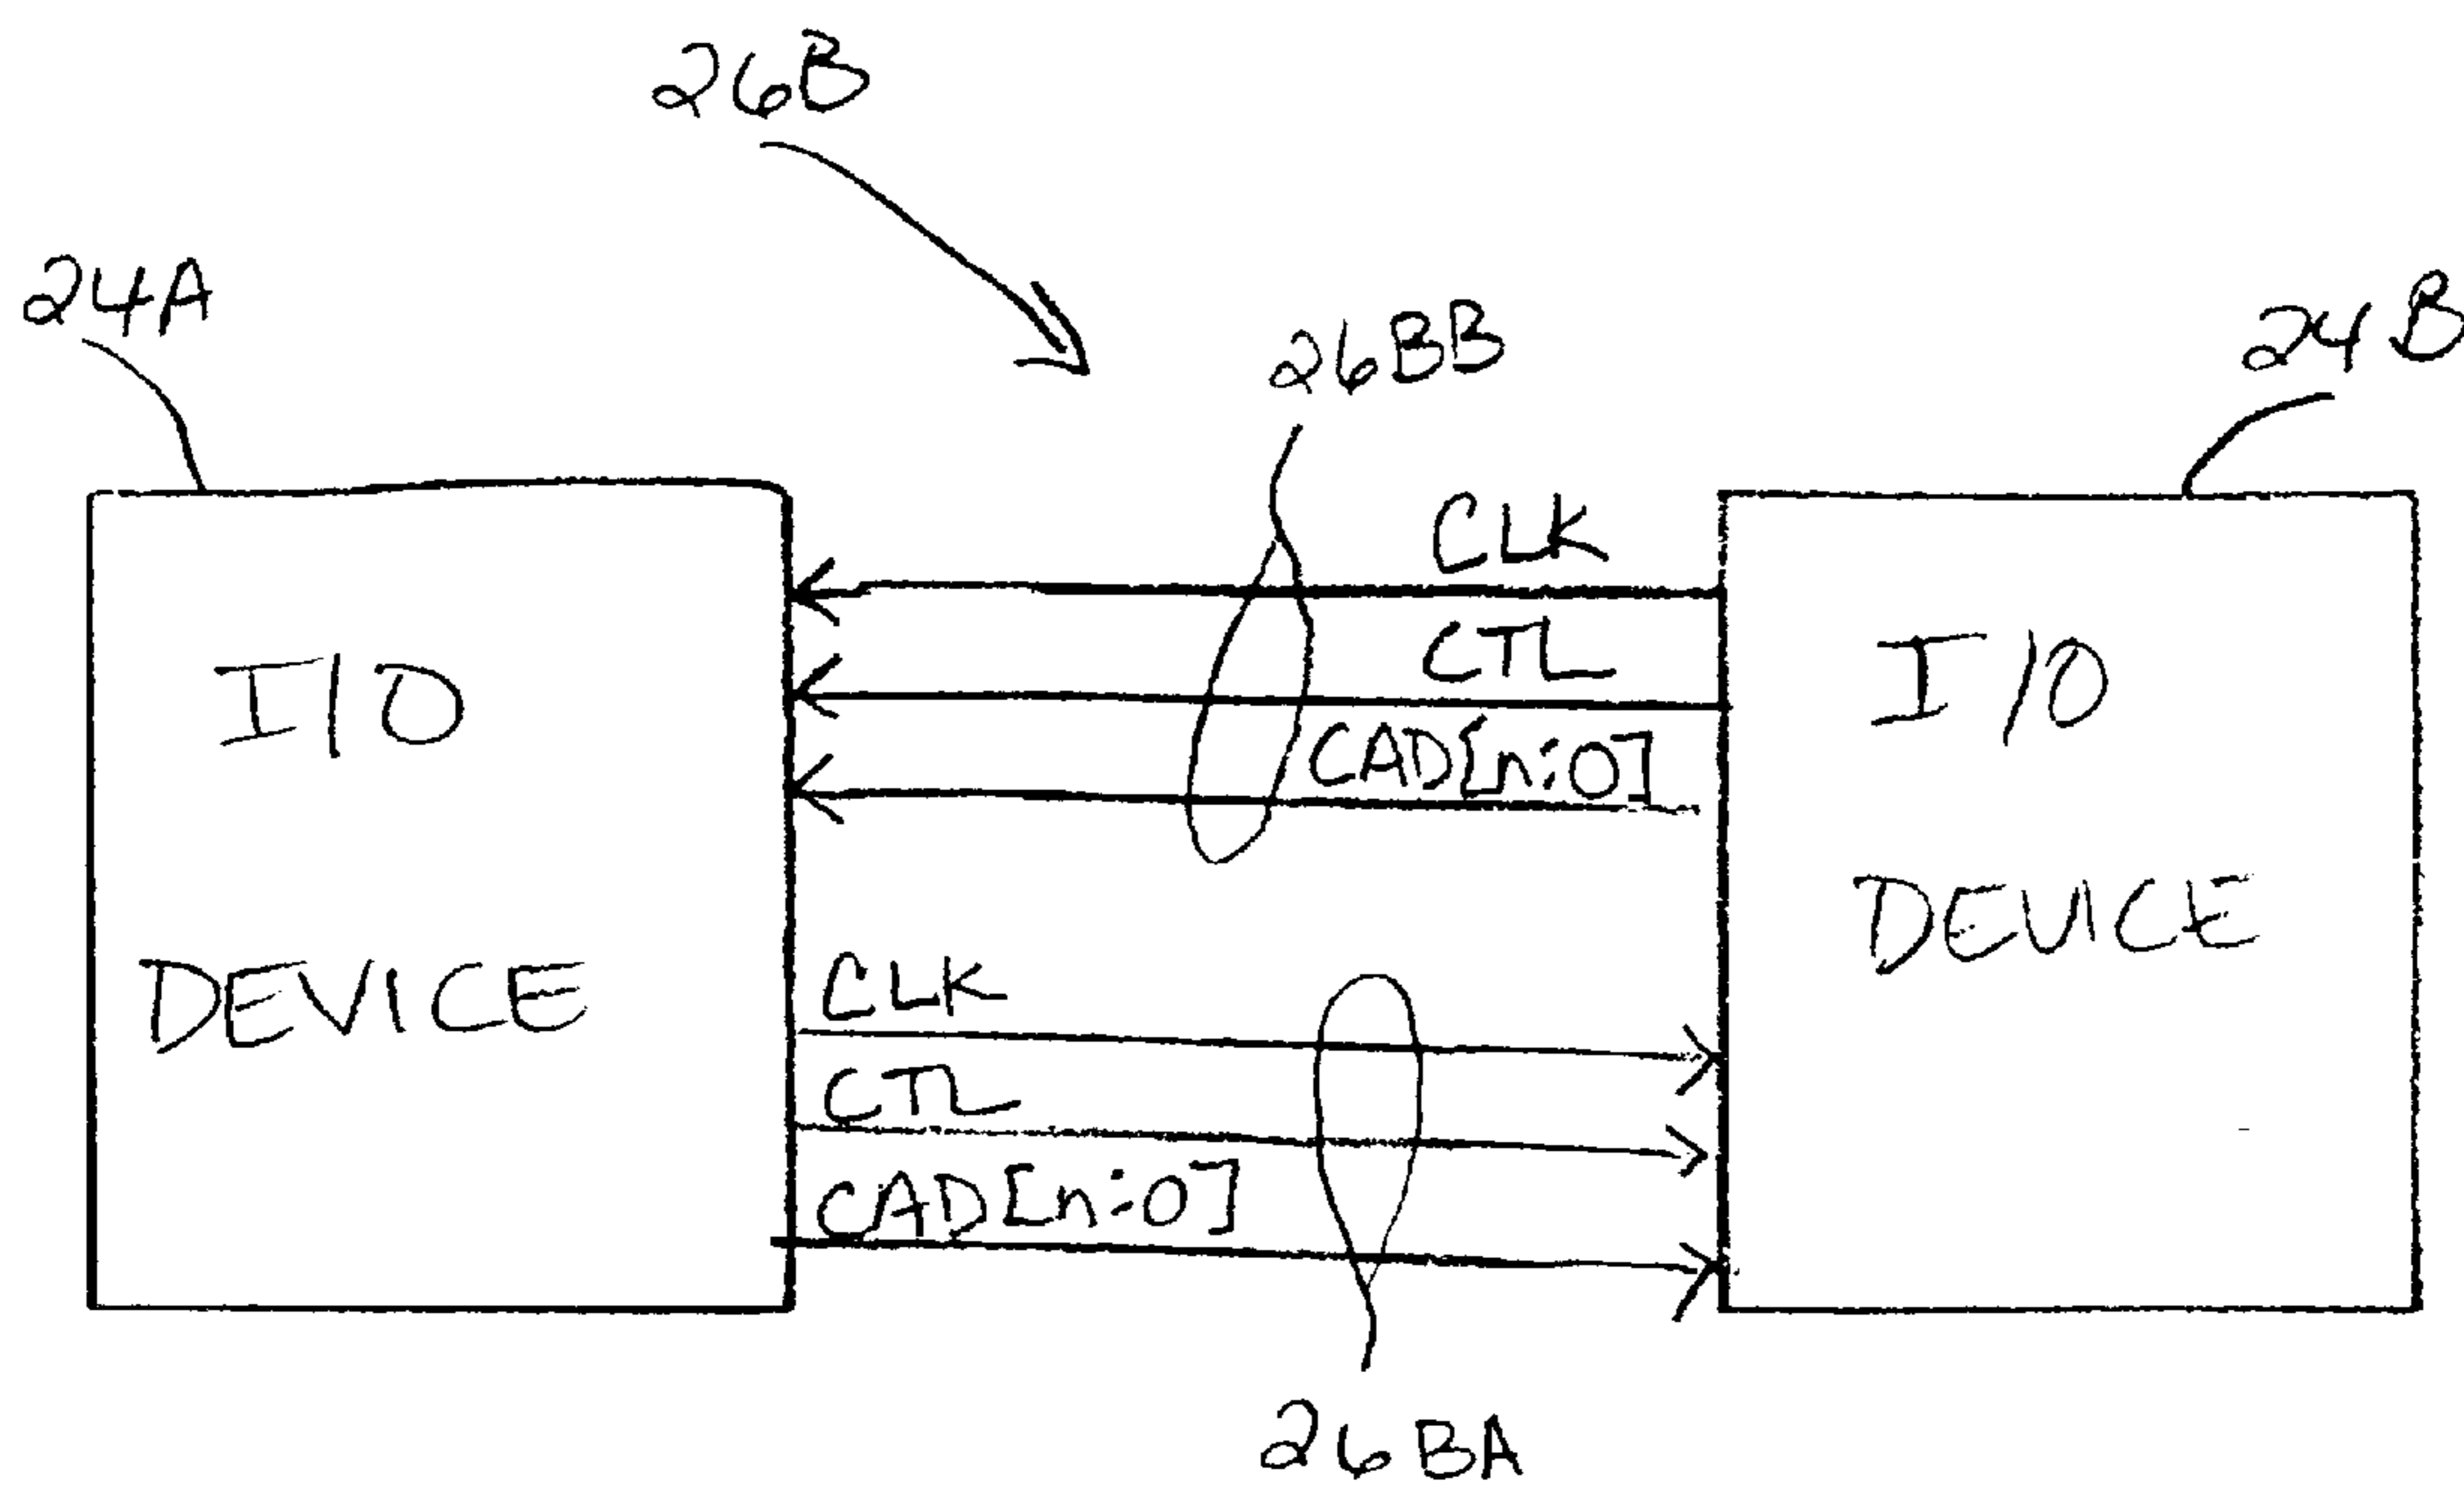 26B
24A
26BB
24B
CLK
CTL
CAD[n:0]
I/O
DEVICE
I/O
DEVICE
CLK
CTL
CAD[n:0]
26BA